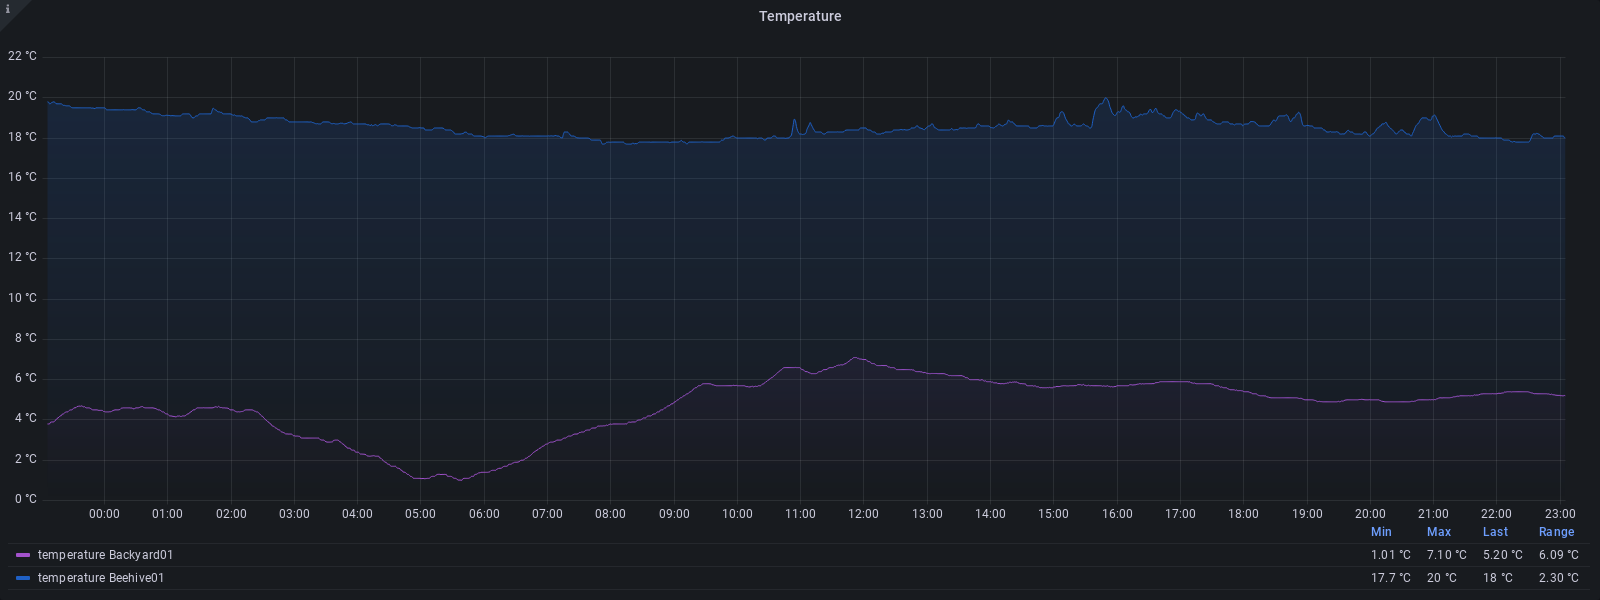 i
Temperature
22 °C
20 °C
18 °C
16 °C
14 °C
12 °C
10 °C
8 °C
6 °C
4 °C
2 °C
0 °C
00:00 01:00 02:00 03:00 04:00 05:00 06:00 07:00 08:00 09:00 10:00 11:00 12:00 13:00 14:00 15:00 16:00 17:00 18:00 19:00 20:00 21:00 22:00 23:00
Min Max Last Range
temperature Backyard01 1.01 °C 7.10 °C 5.20 °C 6.09 °C
temperature Beehive01 17.7 °C 20 °C 18 °C 2.30 °C